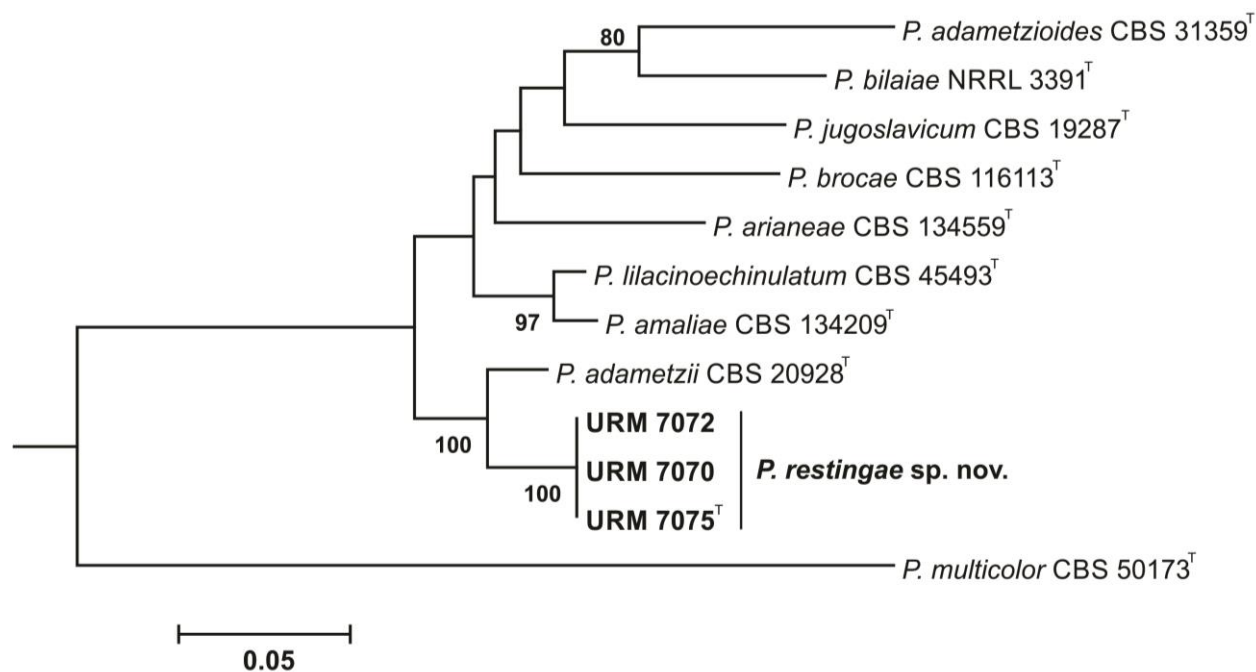 80
P. adametzioides CBS 31359T
P. bilaiae NRRL 3391T
P. jugoslavicum CBS 19287T
P. brocae CBS 116113T
P. arianeae CBS 134559T
P. lilacinoechinulatum CBS 45493T
97
P. amaliae CBS 134209T
P. adametzii CBS 20928T
100
URM 7072
URM 7070
P. restingae sp. nov.
100
URM 7075T
P. multicolor CBS 50173T
0.05